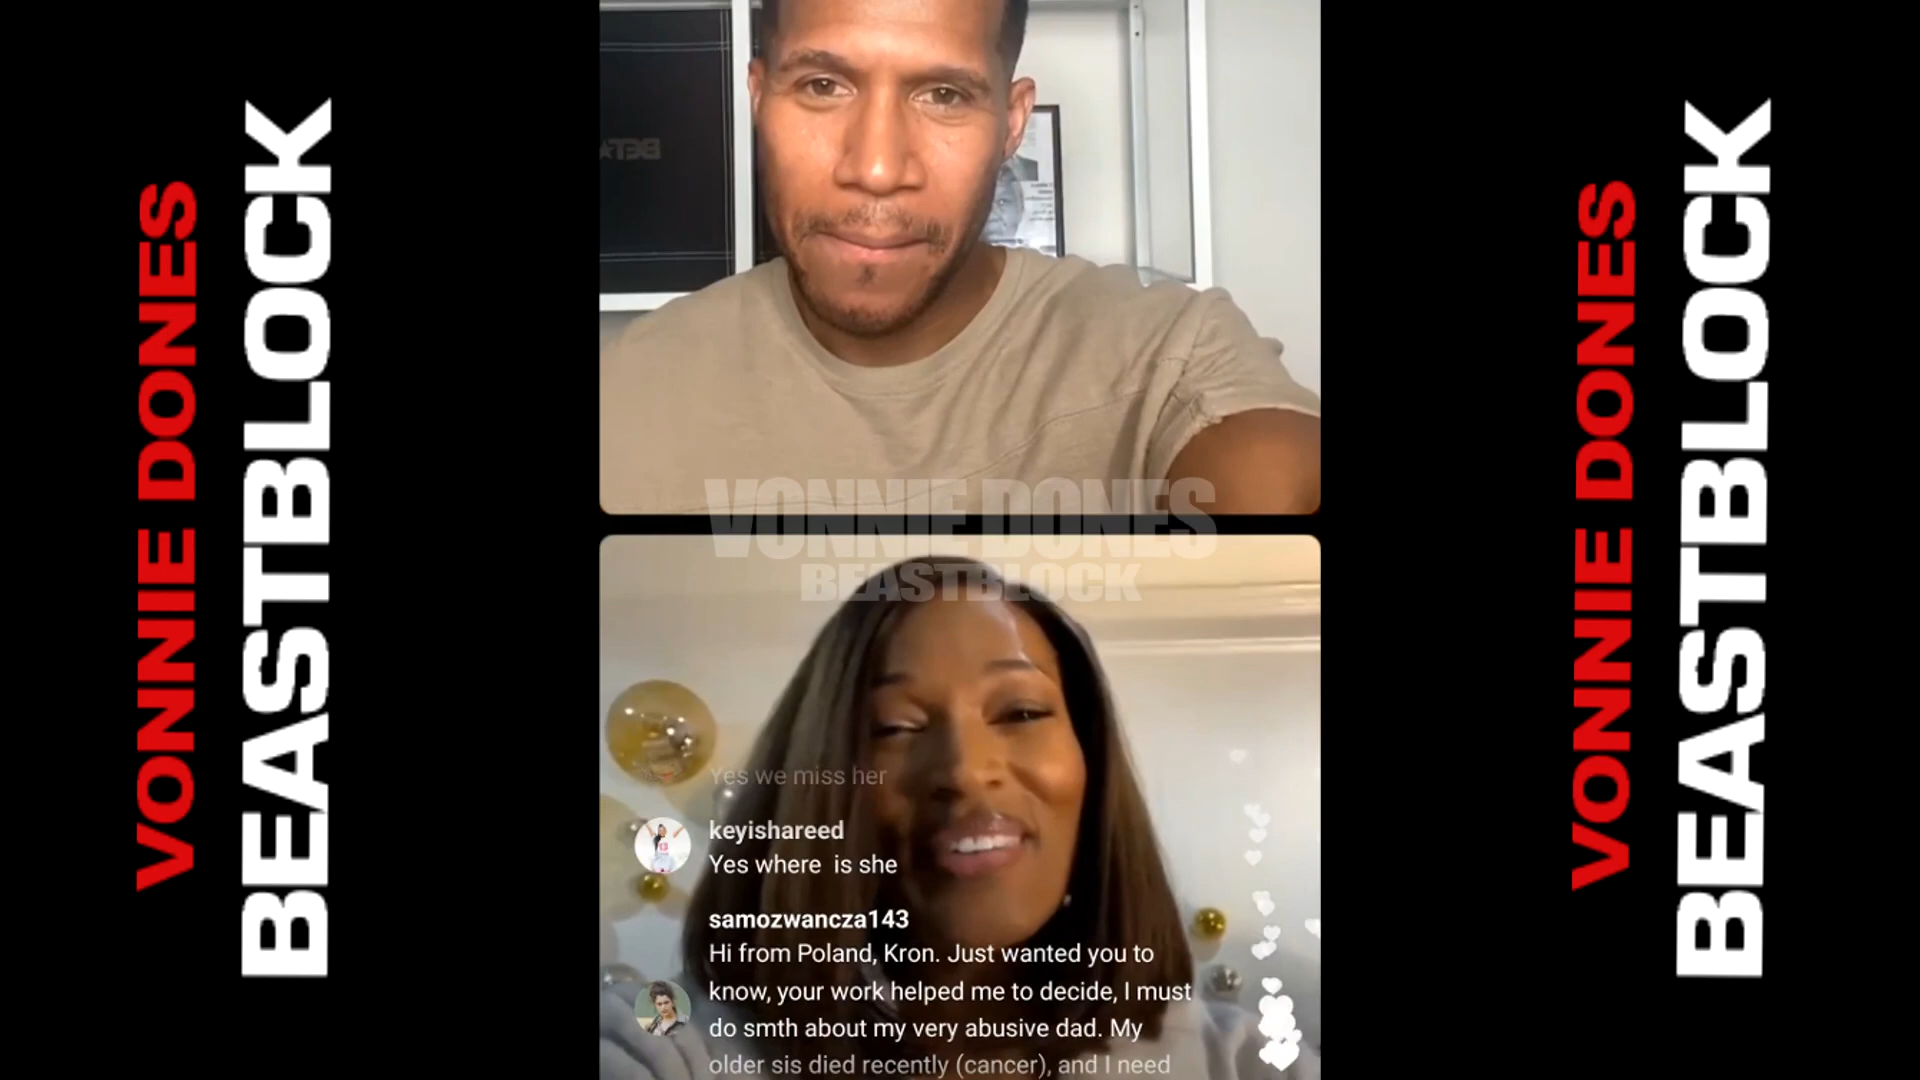 VONNIE DONES
BEASTBLOCK
BET
VONNIE DONES
BEASTBLOCK
Yes we miss her
keyishareed
Yes where is she
samozwancza143
Hi from Poland, Kron. Just wanted you to
know, your work helped me to decide, I must
do smth about my very abusive dad. My
older sis died recently (cancer), and I need
VONNIE DONES
BEASTBLOCK